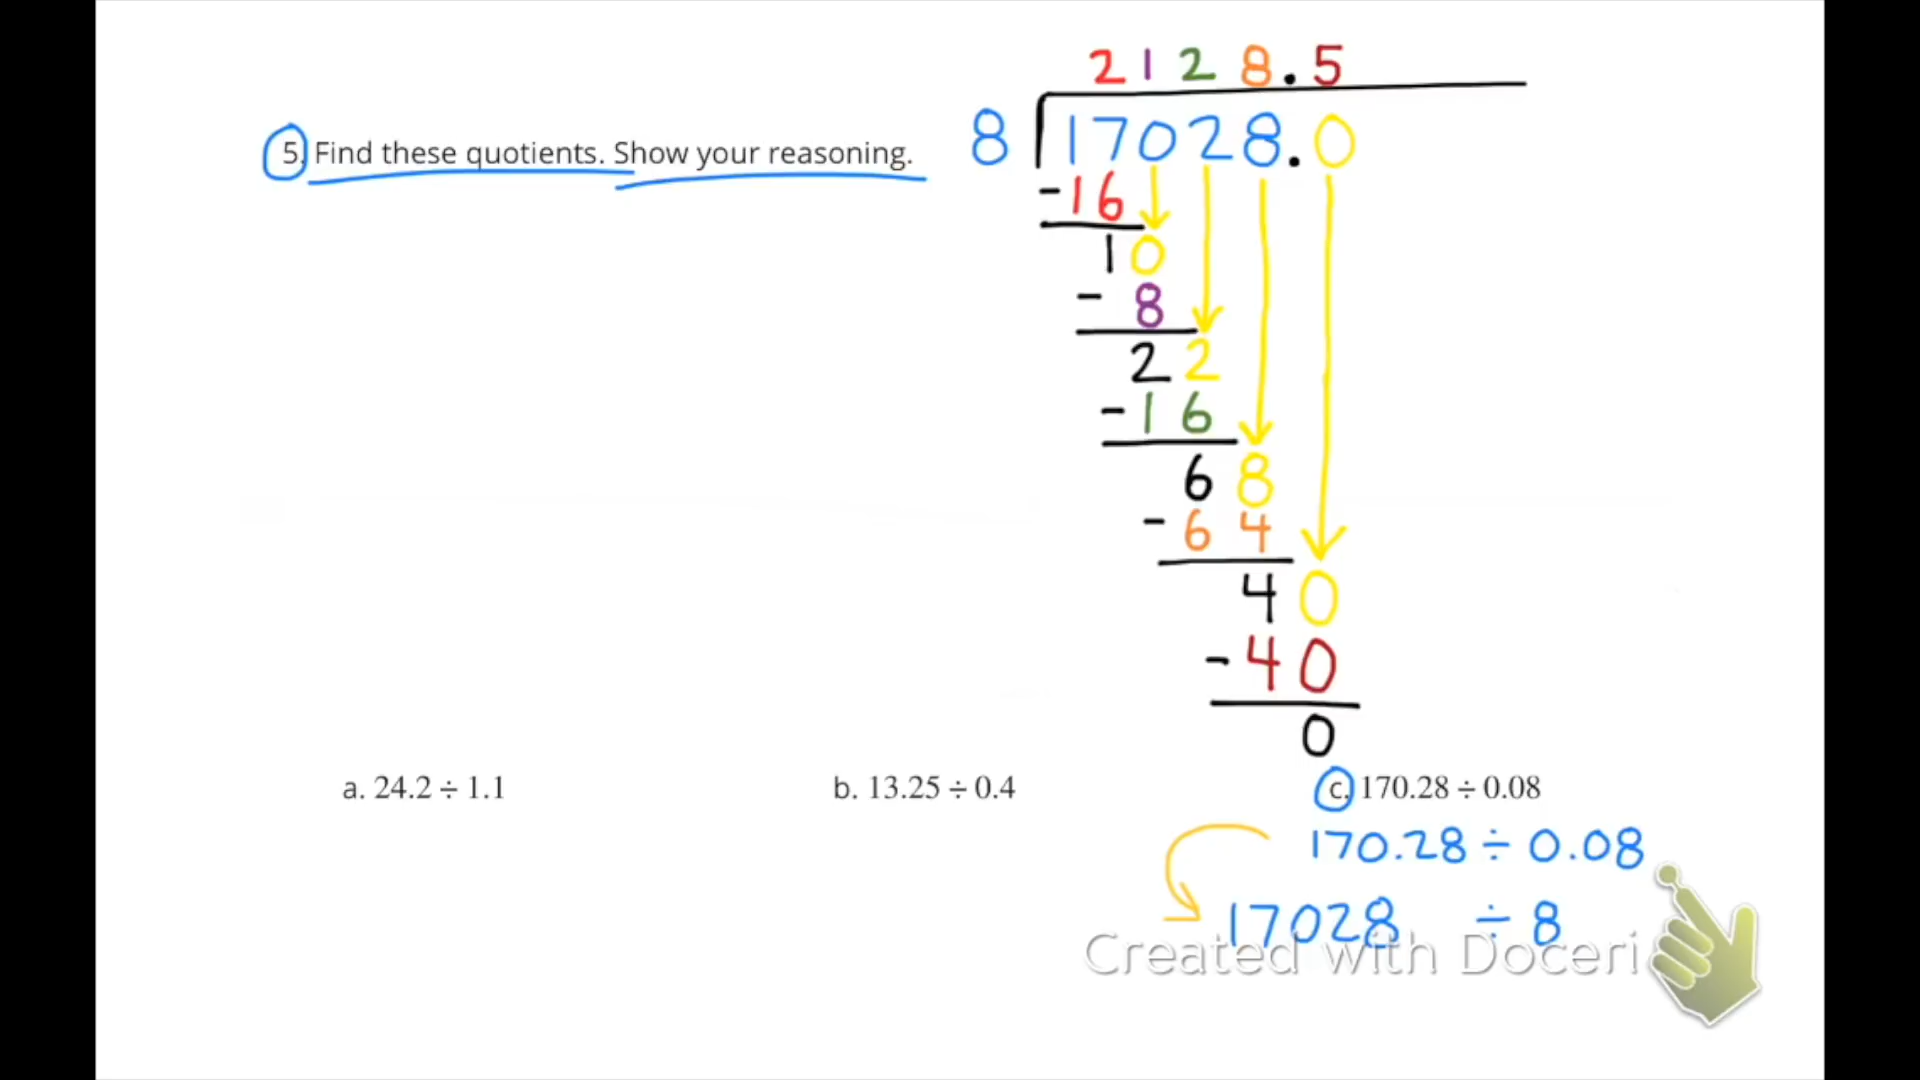 2128.5
5. Find these quotients. Show your reasoning.
8 17028.0
-16
10
- 8
22
-16
68
-64
40
-40
0
a. 24.2 ÷ 1.1
b. 13.25 ÷ 0.4
c. 170.28 ÷ 0.08
170.28 ÷ 0.08
17028 ÷ 8
Created with Doceri